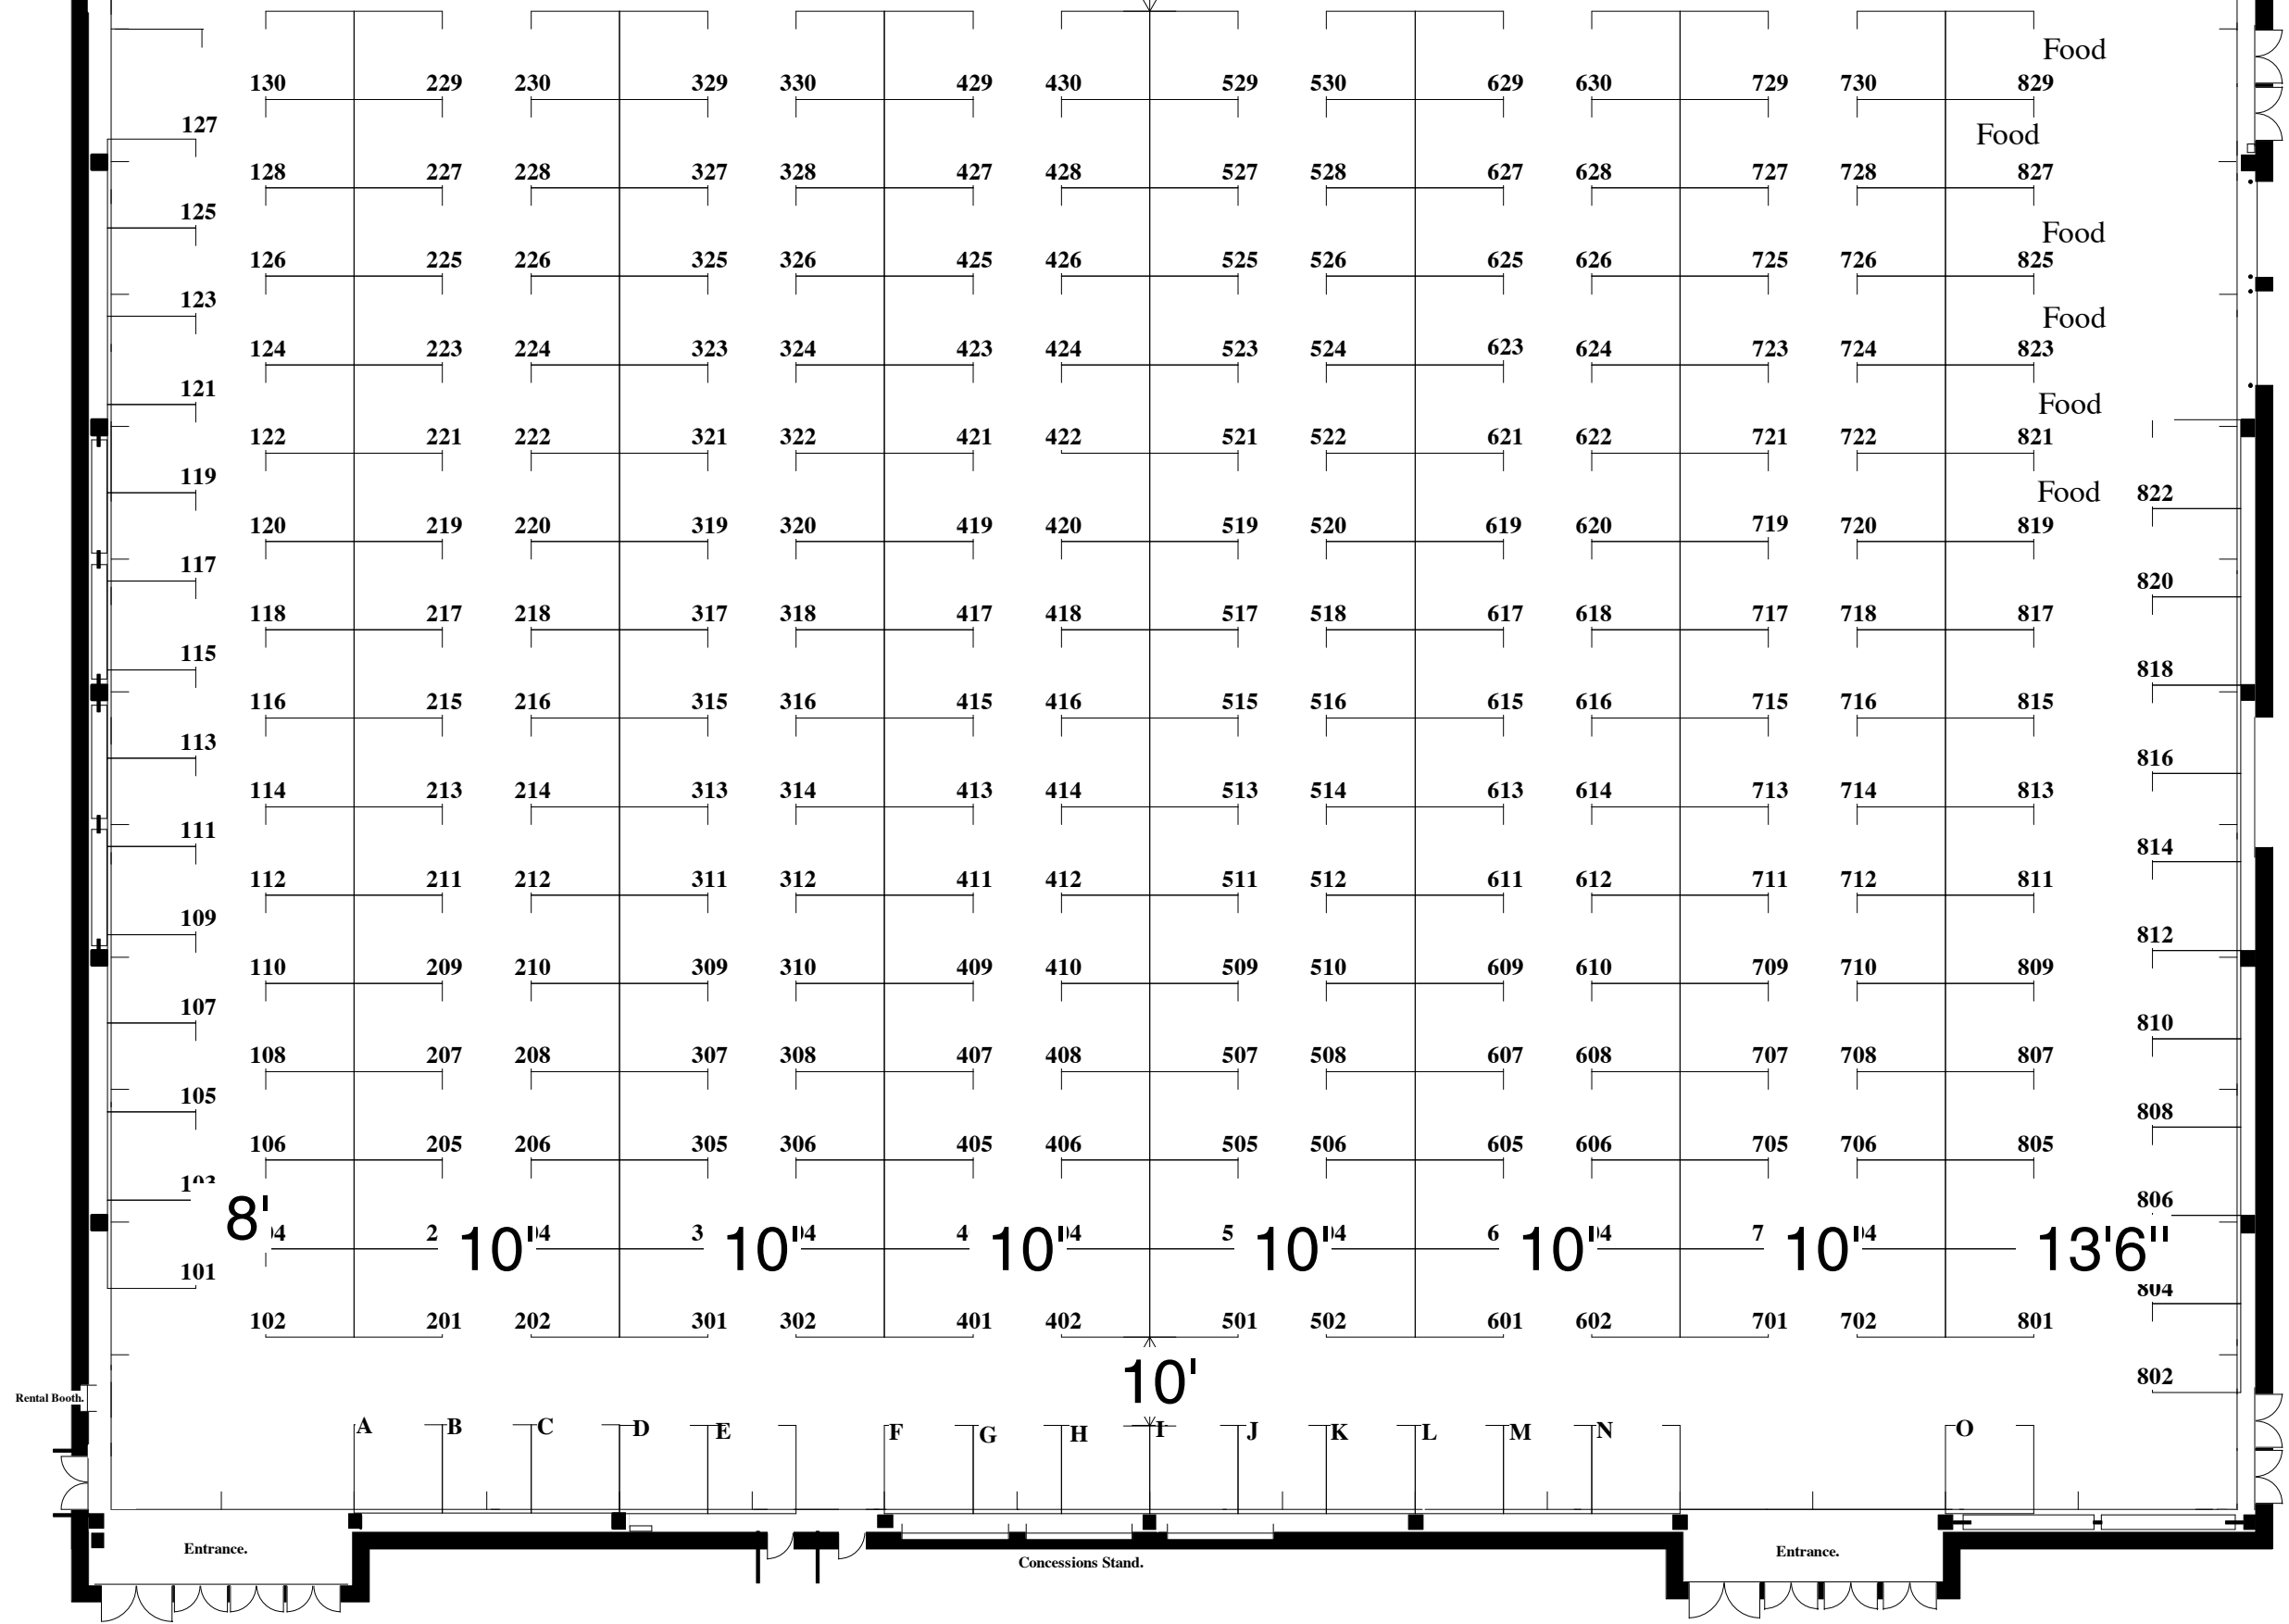 Food
130 229 230 329 330 429 430 529 530 629 630 729 730 829
127
Food
128 227 228 327 328 427 428 527 528 627 628 727 728 827
125
Food
126 225 226 325 326 425 426 525 526 625 626 725 726 825
123
Food
124 223 224 323 324 423 424 523 524 623 624 723 724 823
121
Food
122 221 222 321 322 421 422 521 522 621 622 721 722 821
119
Food 822
120 219 220 319 320 419 420 519 520 619 620 719 720 819
117
820
118 217 218 317 318 417 418 517 518 617 618 717 718 817
115
818
116 215 216 315 316 415 416 515 516 615 616 715 716 815
113
816
114 213 214 313 314 413 414 513 514 613 614 713 714 813
111
814
112 211 212 311 312 411 412 511 512 611 612 711 712 811
109
812
110 209 210 309 310 409 410 509 510 609 610 709 710 809
107
810
108 207 208 307 308 407 408 507 508 607 608 707 708 807
105
808
106 205 206 305 306 405 406 505 506 605 606 705 706 805
103
806
8'
2 10' 3 10' 4 10' 5 10' 6 10' 7 10' 13'6"
101
804
102 201 202 301 302 401 402 501 502 601 602 701 702 801
10'
802
Rental Booth.
A B C D E F G H I J K L M N O
Entrance.
Concessions Stand.
Entrance.